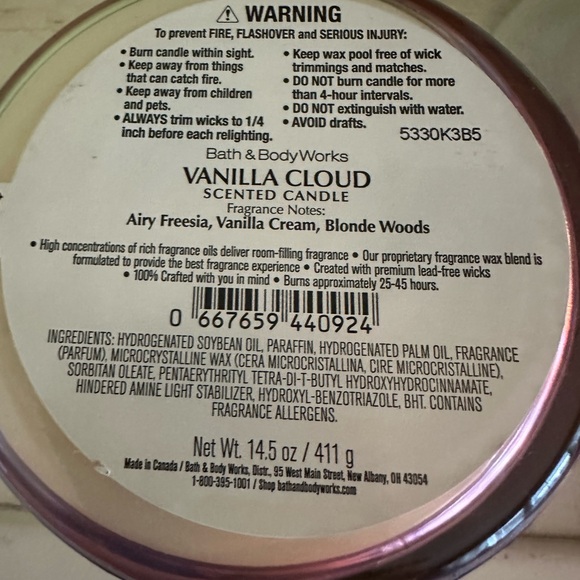 ⚠ WARNING
To prevent FIRE, FLASHOVER and SERIOUS INJURY:
• Burn candle within sight.
• Keep away from things
that can catch fire.
• Keep away from children
and pets.
• ALWAYS trim wicks to 1/4
inch before each relighting.
• Keep wax pool free of wick
trimmings and matches.
• DO NOT burn candle for more
than 4-hour intervals.
• DO NOT extinguish with water.
• AVOID drafts.
5330K3B5
Bath & Body Works
VANILLA CLOUD
SCENTED CANDLE
Fragrance Notes:
Airy Freesia, Vanilla Cream, Blonde Woods
• High concentrations of rich fragrance oils deliver room-filling fragrance • Our proprietary fragrance wax blend is
formulated to provide the best fragrance experience • Created with premium lead-free wicks
• 100% Crafted with you in mind • Burns approximately 25-45 hours.
0 667659 440924
INGREDIENTS: HYDROGENATED SOYBEAN OIL, PARAFFIN, HYDROGENATED PALM OIL, FRAGRANCE
(PARFUM), MICROCRYSTALLINE WAX (CERA MICROCRISTALLINA, CIRE MICROCRISTALLINE),
SORBITAN OLEATE, PENTAERYTHRITYL TETRA-DI-T-BUTYL HYDROXYHYDROCINNAMATE,
HINDERED AMINE LIGHT STABILIZER, HYDROXYL-BENZOTRIAZOLE, BHT. CONTAINS
FRAGRANCE ALLERGENS.
Net Wt. 14.5 oz / 411 g
Made in Canada / Bath & Body Works, Distr., 95 West Main Street, New Albany, OH 43054
1-800-395-1001 / Shop bathandbodyworks.com